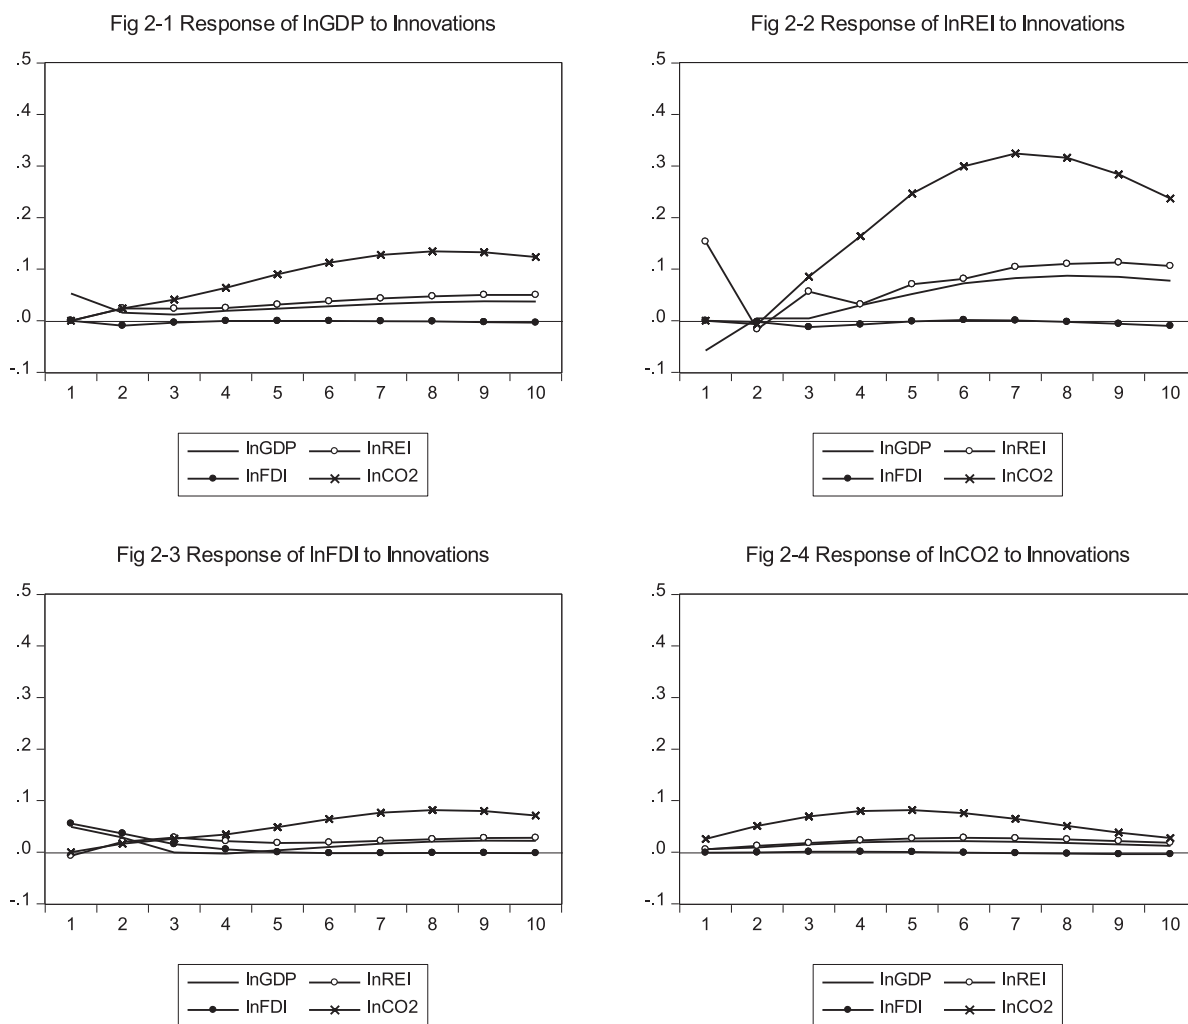 Fig 2-1 Response of lnGDP to Innovations
.5
.4
.3
.2
.1
.0
-.1
1 2 3 4 5 6 7 8 9 10
lnGDP lnREI
lnFDI lnCO2
Fig 2-2 Response of lnREI to Innovations
.5
.4
.3
.2
.1
.0
-.1
1 2 3 4 5 6 7 8 9 10
lnGDP lnREI
lnFDI lnCO2
Fig 2-3 Response of lnFDI to Innovations
.5
.4
.3
.2
.1
.0
-.1
1 2 3 4 5 6 7 8 9 10
lnGDP lnREI
lnFDI lnCO2
Fig 2-4 Response of lnCO2 to Innovations
.5
.4
.3
.2
.1
.0
-.1
1 2 3 4 5 6 7 8 9 10
lnGDP lnREI
lnFDI lnCO2